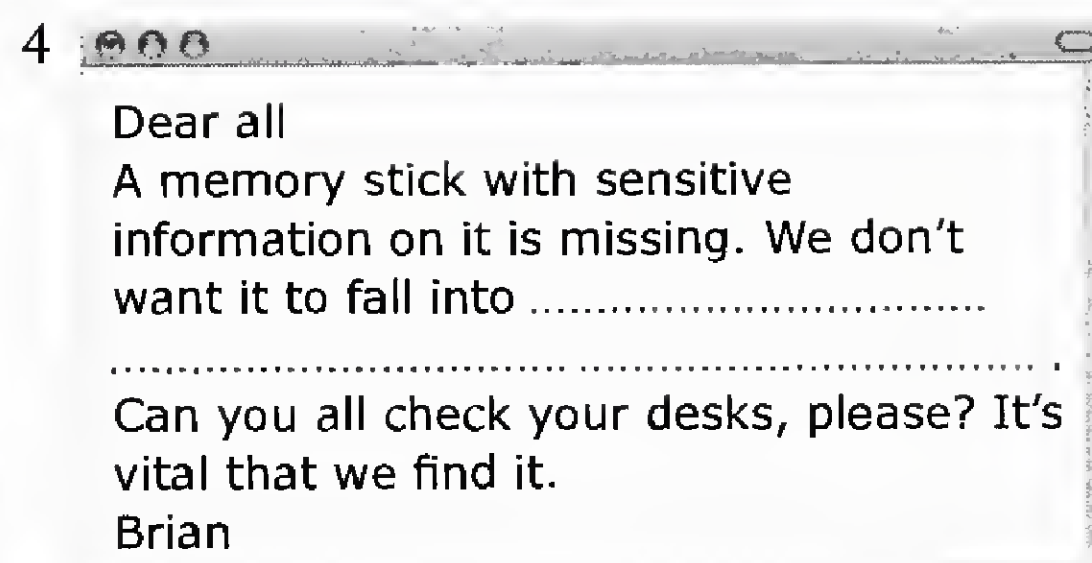 4
Dear all
A memory stick with sensitive
information on it is missing. We don't
want it to fall into ..................................
.................................................................... .
Can you all check your desks, please? It's
vital that we find it.
Brian